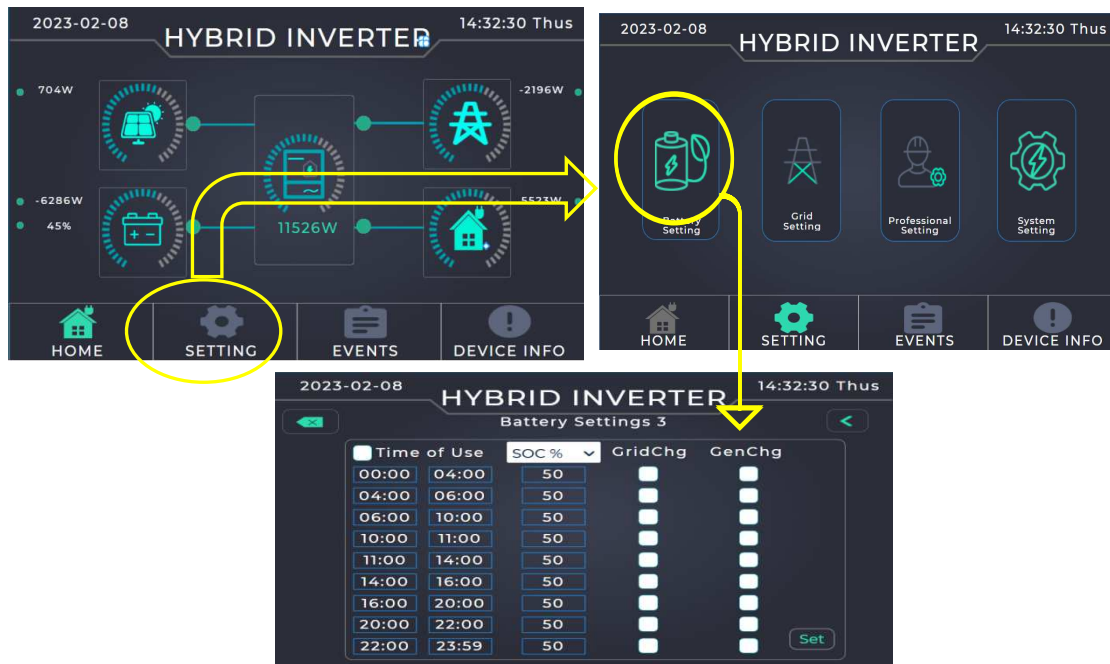 2023-02-08
HYBRID INVERTER
14:32:30 Thus
704W
-2196W
-6286W
5523W
45%
11526W
+ -
HOME
SETTING
EVENTS
DEVICE INFO
2023-02-08
HYBRID INVERTER
14:32:30 Thus
Battery
Setting
Grid
Setting
Professional
Setting
System
Setting
HOME
SETTING
EVENTS
DEVICE INFO
2023-02-08
HYBRID INVERTER
14:32:30 Thus
Battery Settings 3
<
Time of Use SOC % GridChg GenChg
00:00 04:00 50
04:00 06:00 50
06:00 10:00 50
10:00 11:00 50
11:00 14:00 50
14:00 16:00 50
16:00 20:00 50
20:00 22:00 50
22:00 23:59 50
Set